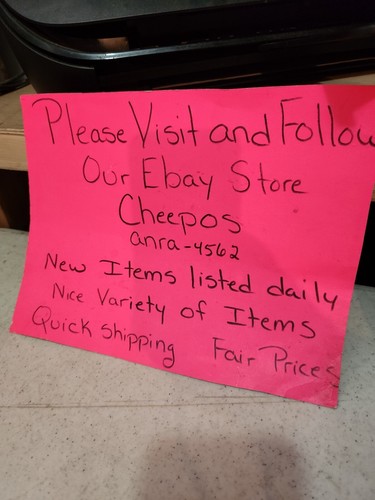 Please Visit and Follow
Our Ebay Store
Cheepos
anra-4562
New Items listed daily
Nice Variety of Items
Quick Shipping Fair Prices